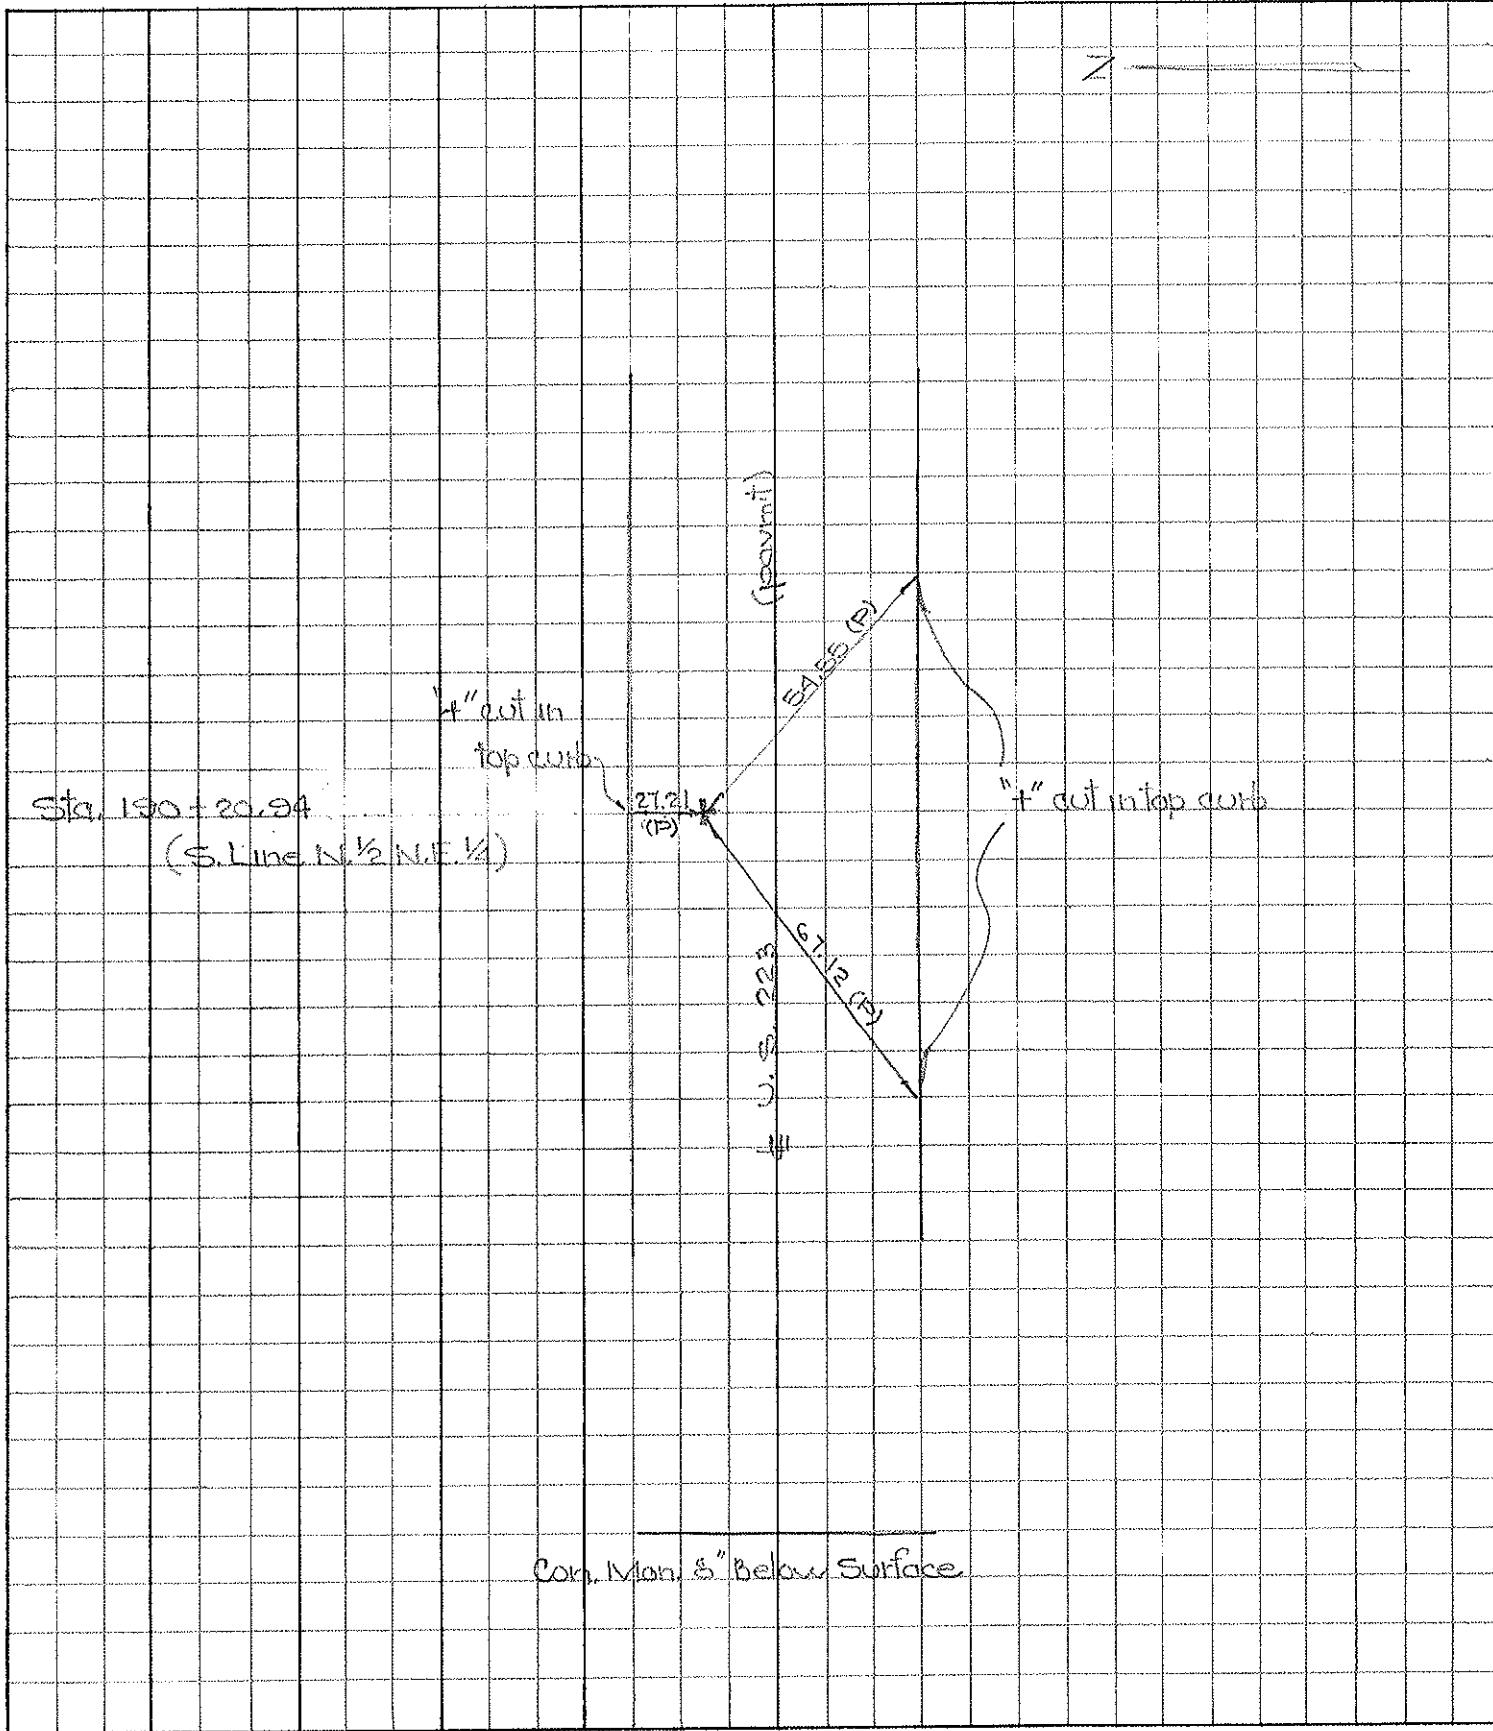 N
(pavm't)
54.55 (P)
"+" cut in
top curb
27.21
(P)
"+" cut in top curb
Sta. 190+20.94
(S. Line N. 1/2 N.E. 1/4)
67.12 (P)
U. S. 223
Con. Mon. 8" Below Surface